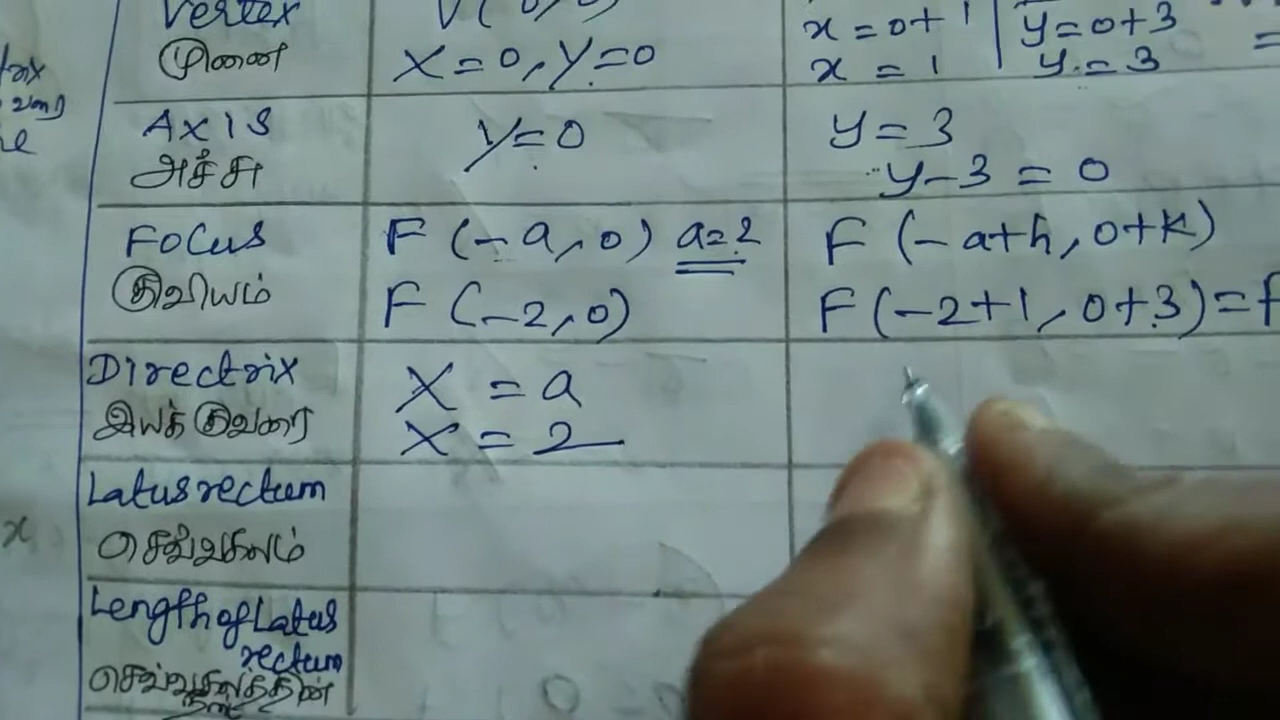 Vertex
முனை
X=0, Y=0
x = 0+1
x = 1
y=0+3
y = 3
=
Axis
அச்சு
Y=0
y = 3
y-3 = 0
Focus
குவியம்
F (-a, 0) a=2
F (-2, 0)
F (-a+h, 0+k)
F (-2+1, 0+3) = F
Directrix
இயக்குவரை
X = a
X = 2
Latus rectum
செவ்வகலம்
x
Length of Latus
rectum
செவ்வகலத்தின்